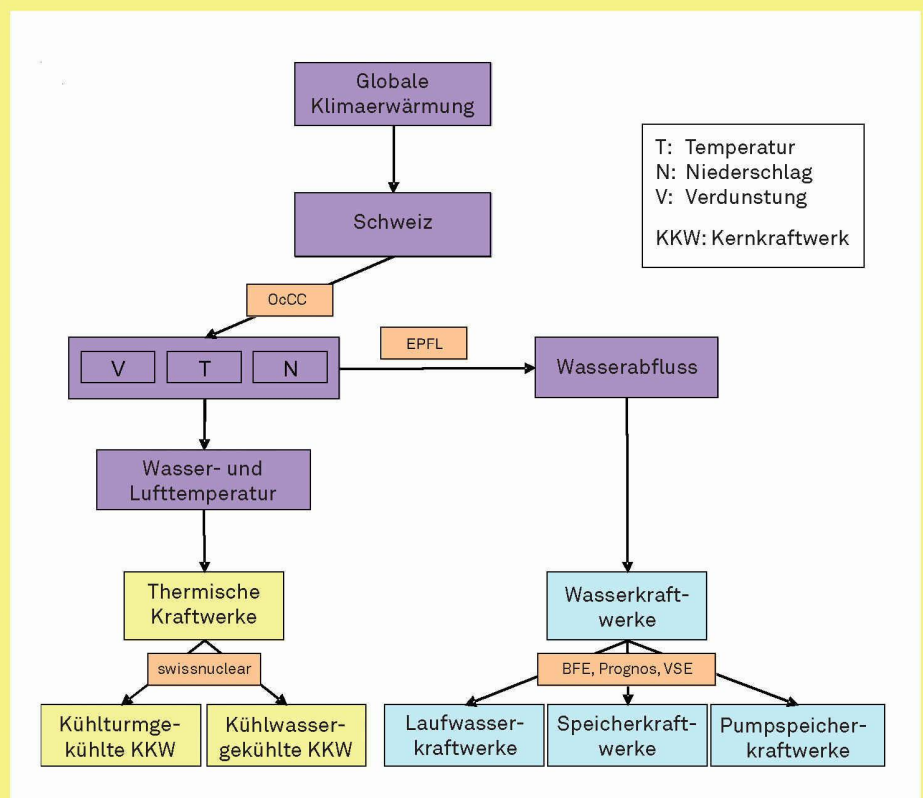 Globale
Klimaerwärmung
T: Temperatur
N: Niederschlag
V: Verdunstung
KKW: Kernkraftwerk
Schweiz
OcCC
V T N
EPFL
Wasserabfluss
Wasser- und
Lufttemperatur
Thermische
Kraftwerke
Wasserkraft-
werke
swissnuclear
BFE, Prognos, VSE
Kühlturmge-
kühlte KKW
Kühlwasser-
gekühlte KKW
Laufwasser-
kraftwerke
Speicherkraft-
werke
Pumpspeicher-
kraftwerke